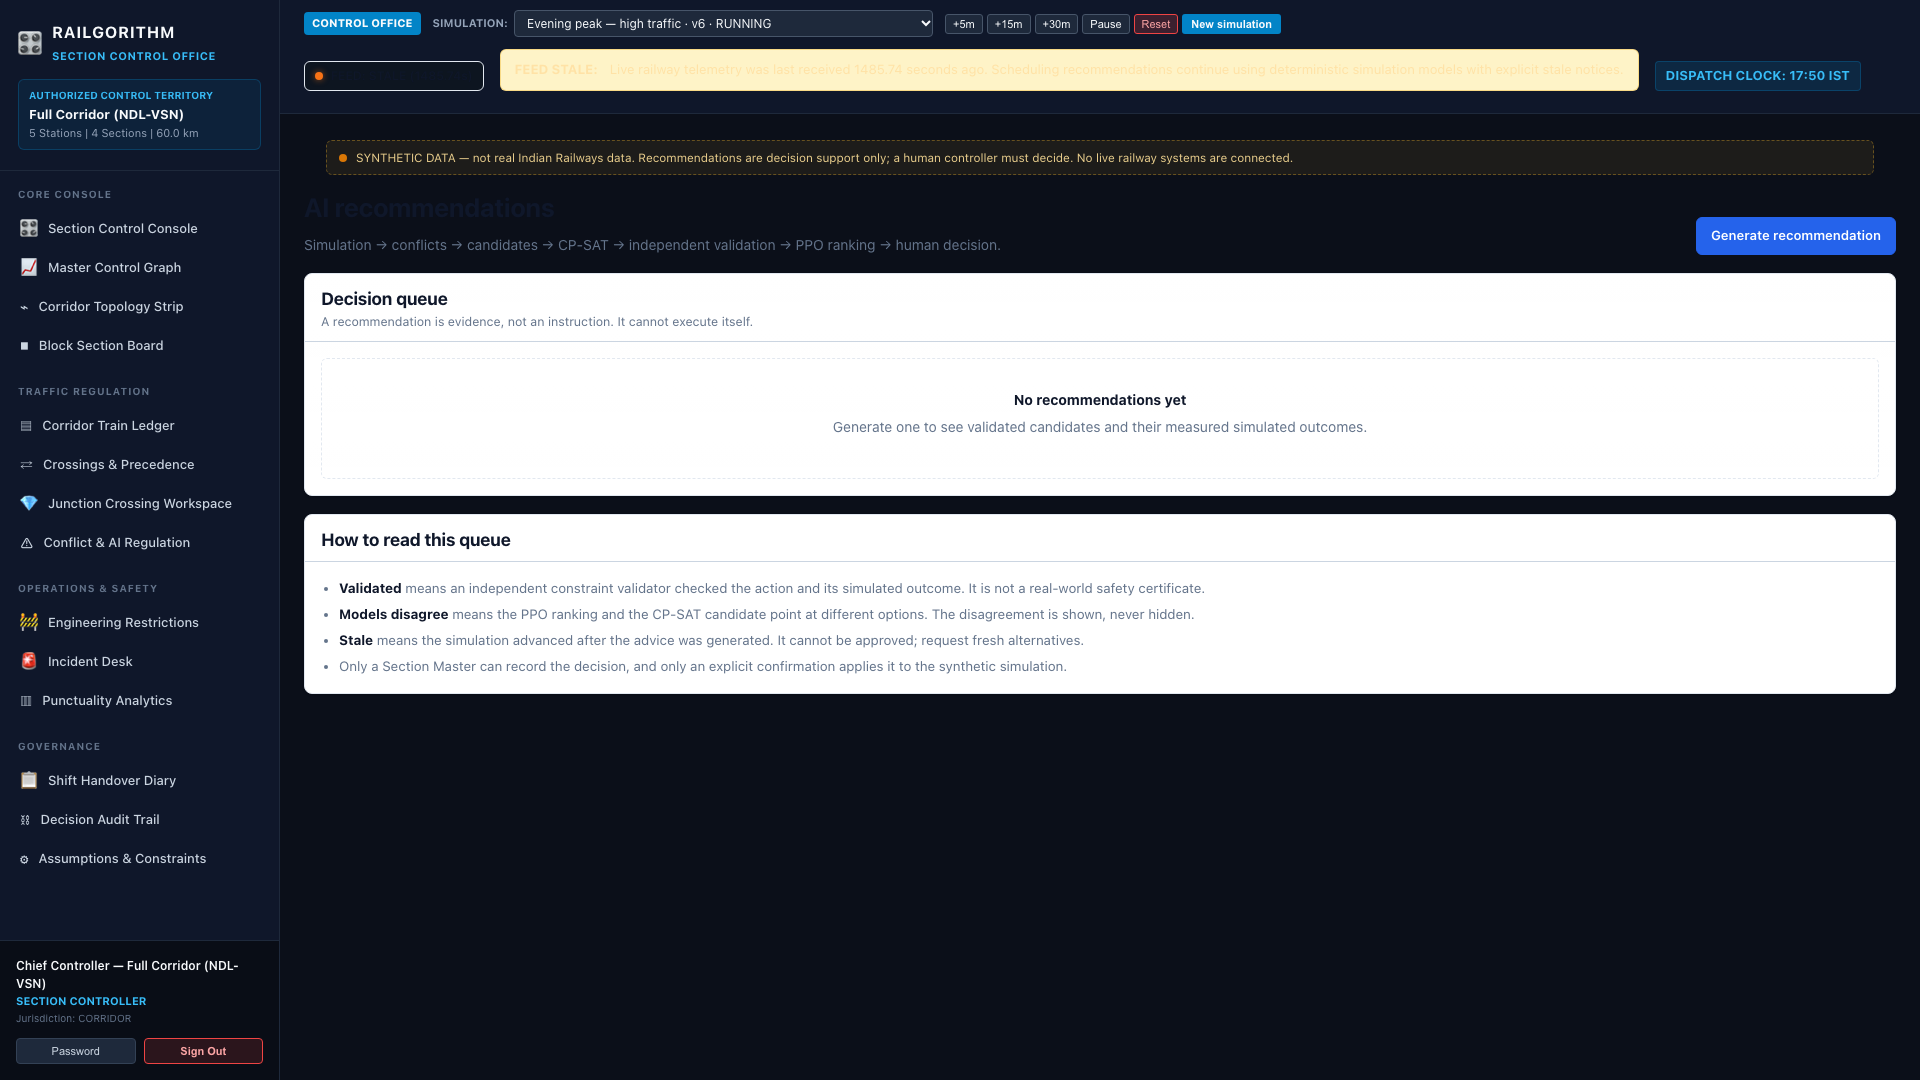 RAILGORITHM
SECTION CONTROL OFFICE
AUTHORIZED CONTROL TERRITORY
Full Corridor (NDL-VSN)
5 Stations | 4 Sections | 60.0 km
CORE CONSOLE
Section Control Console
Master Control Graph
Corridor Topology Strip
Block Section Board
TRAFFIC REGULATION
Corridor Train Ledger
Crossings & Precedence
Junction Crossing Workspace
Conflict & AI Regulation
OPERATIONS & SAFETY
Engineering Restrictions
Incident Desk
Punctuality Analytics
GOVERNANCE
Shift Handover Diary
Decision Audit Trail
Assumptions & Constraints
Chief Controller — Full Corridor (NDL-
VSN)
SECTION CONTROLLER
Jurisdiction: CORRIDOR
Password
Sign Out
CONTROL OFFICE SIMULATION: Evening peak — high traffic · v6 · RUNNING +5m +15m +30m Pause Reset New simulation
FEED STALE: Live railway telemetry was last received 1485.74 seconds ago. Scheduling recommendations continue using deterministic simulation models with explicit stale notices.
DISPATCH CLOCK: 17:50 IST
SYNTHETIC DATA — not real Indian Railways data. Recommendations are decision support only; a human controller must decide. No live railway systems are connected.
AI recommendations
Simulation → conflicts → candidates → CP-SAT → independent validation → PPO ranking → human decision.
Generate recommendation
Decision queue
A recommendation is evidence, not an instruction. It cannot execute itself.
No recommendations yet
Generate one to see validated candidates and their measured simulated outcomes.
How to read this queue
• Validated means an independent constraint validator checked the action and its simulated outcome. It is not a real-world safety certificate.
• Models disagree means the PPO ranking and the CP-SAT candidate point at different options. The disagreement is shown, never hidden.
• Stale means the simulation advanced after the advice was generated. It cannot be approved; request fresh alternatives.
• Only a Section Master can record the decision, and only an explicit confirmation applies it to the synthetic simulation.